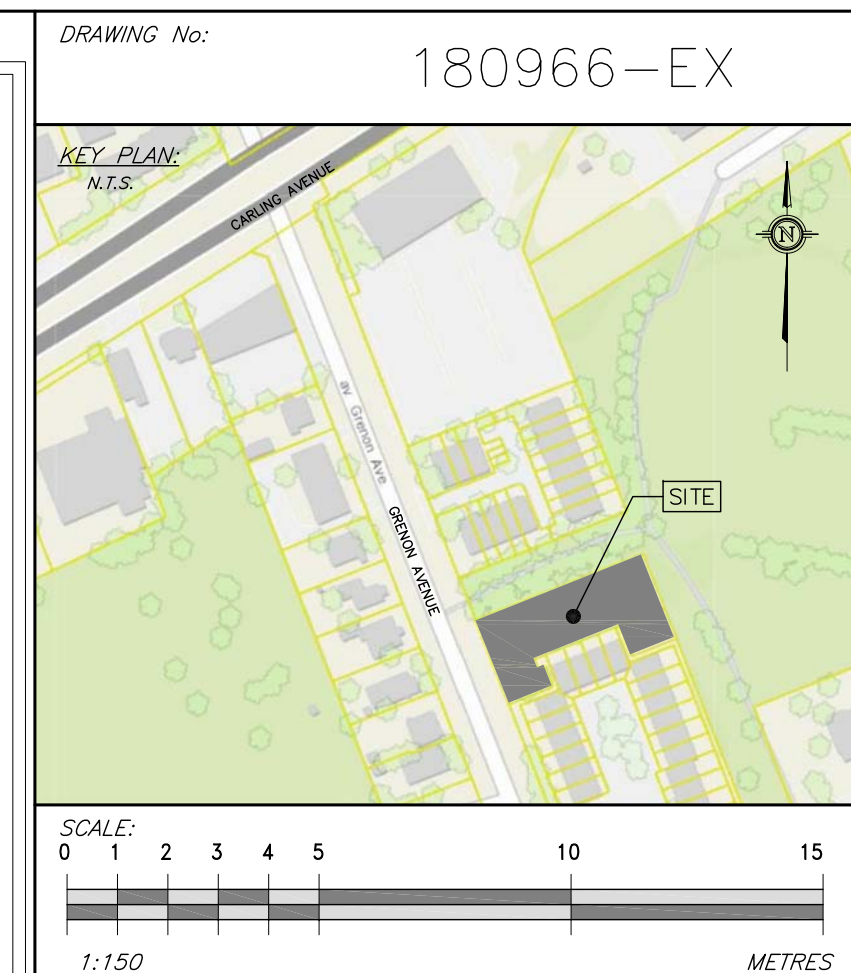 DRAWING No:
180966-EX
KEY PLAN:
N.T.S.
CARLING AVENUE
N
av Grenon Ave
GRENON AVENUE
SITE
SCALE:
0 1 2 3 4 5 10 15
1:150 METRES